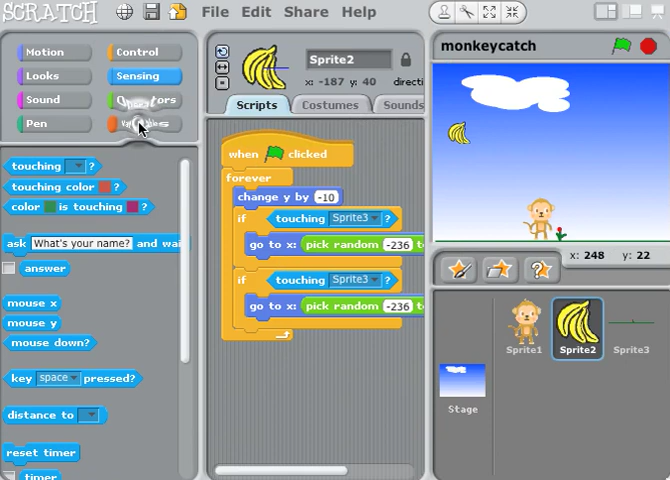 SCRATCH File Edit Share Help
Motion Control
Looks Sensing
Sound
Pen
touching ?
touching color ?
color is touching ?
ask What's your name? and wai
answer
mouse x
mouse y
mouse down?
key space pressed?
distance to
reset timer
timer
Sprite2
x: -187 y: 40 directi
Scripts Costumes Sounds
when clicked
forever
change y by -10
if touching Sprite3 ?
go to x: pick random -236 t
if touching Sprite3 ?
go to x: pick random -236 t
monkeycatch
x: 248 y: 22
Sprite1 Sprite2 Sprite3
Stage